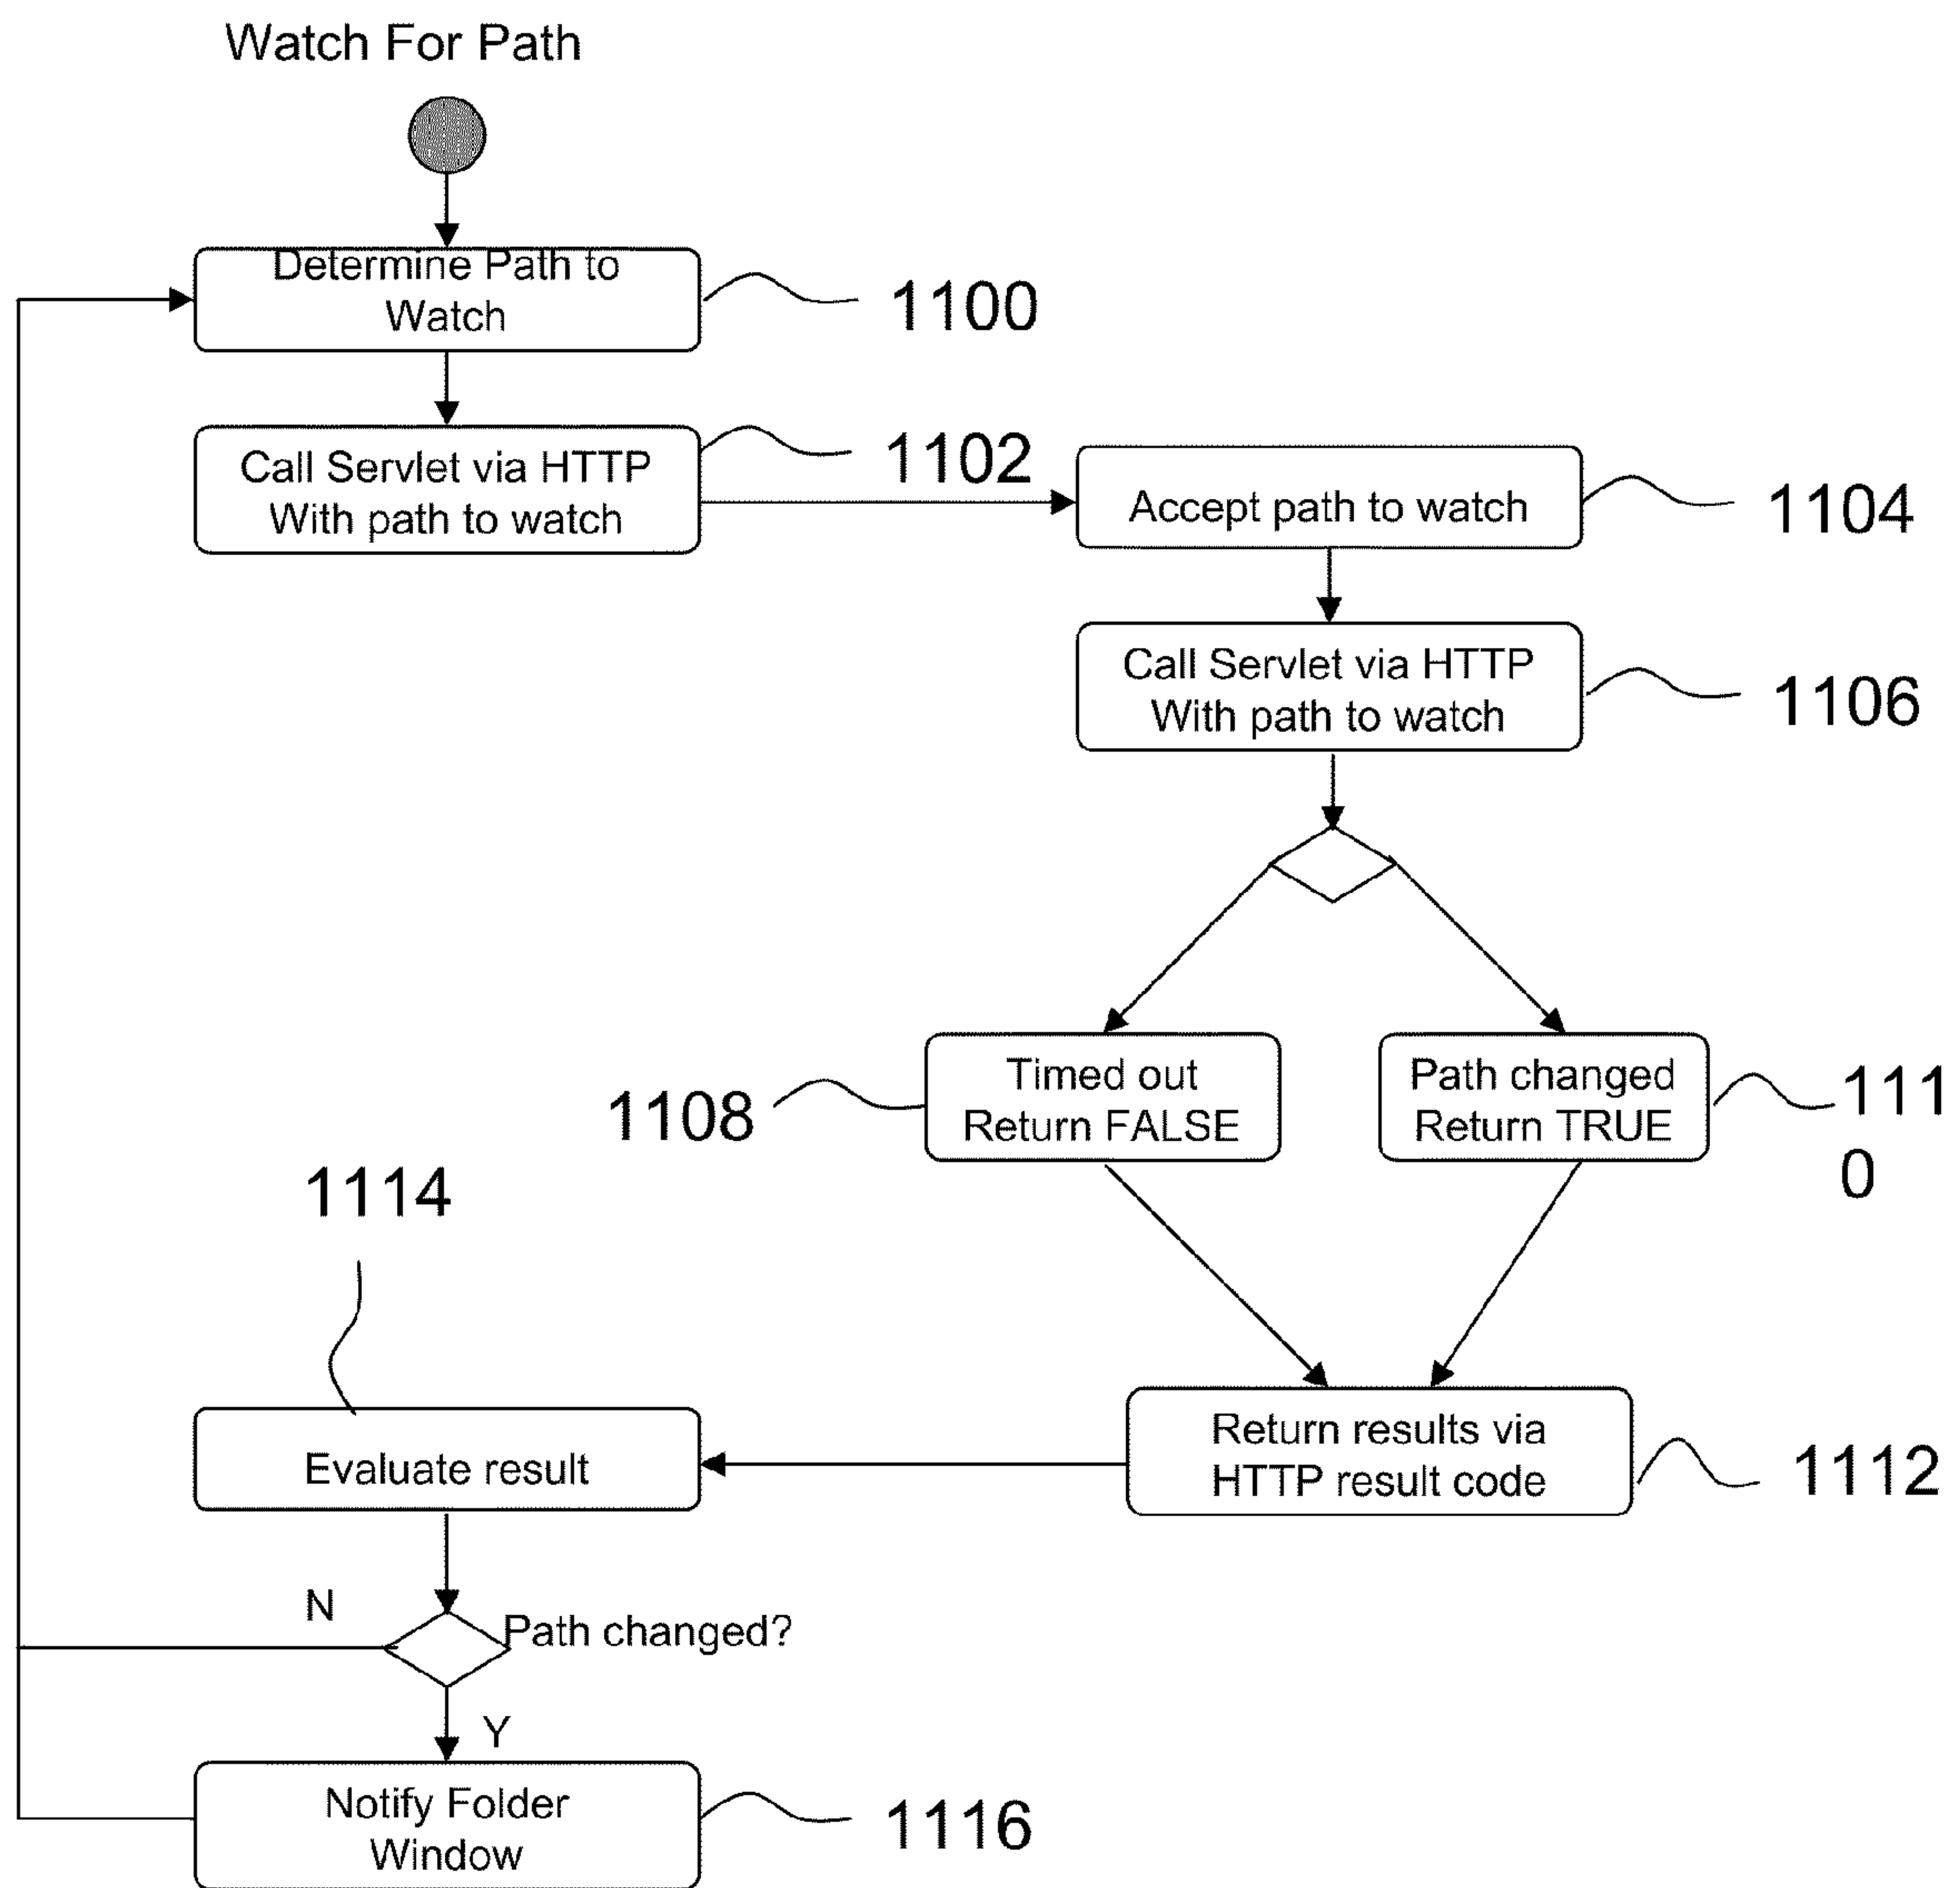 Watch For Path
Determine Path to
Watch
1100
Call Servlet via HTTP
With path to watch
1102
Accept path to watch
1104
Call Servlet via HTTP
With path to watch
1106
Timed out
Return FALSE
1108
Path changed
Return TRUE
111
0
1114
Return results via
HTTP result code
1112
Evaluate result
N
Path changed?
Y
Notify Folder
Window
1116